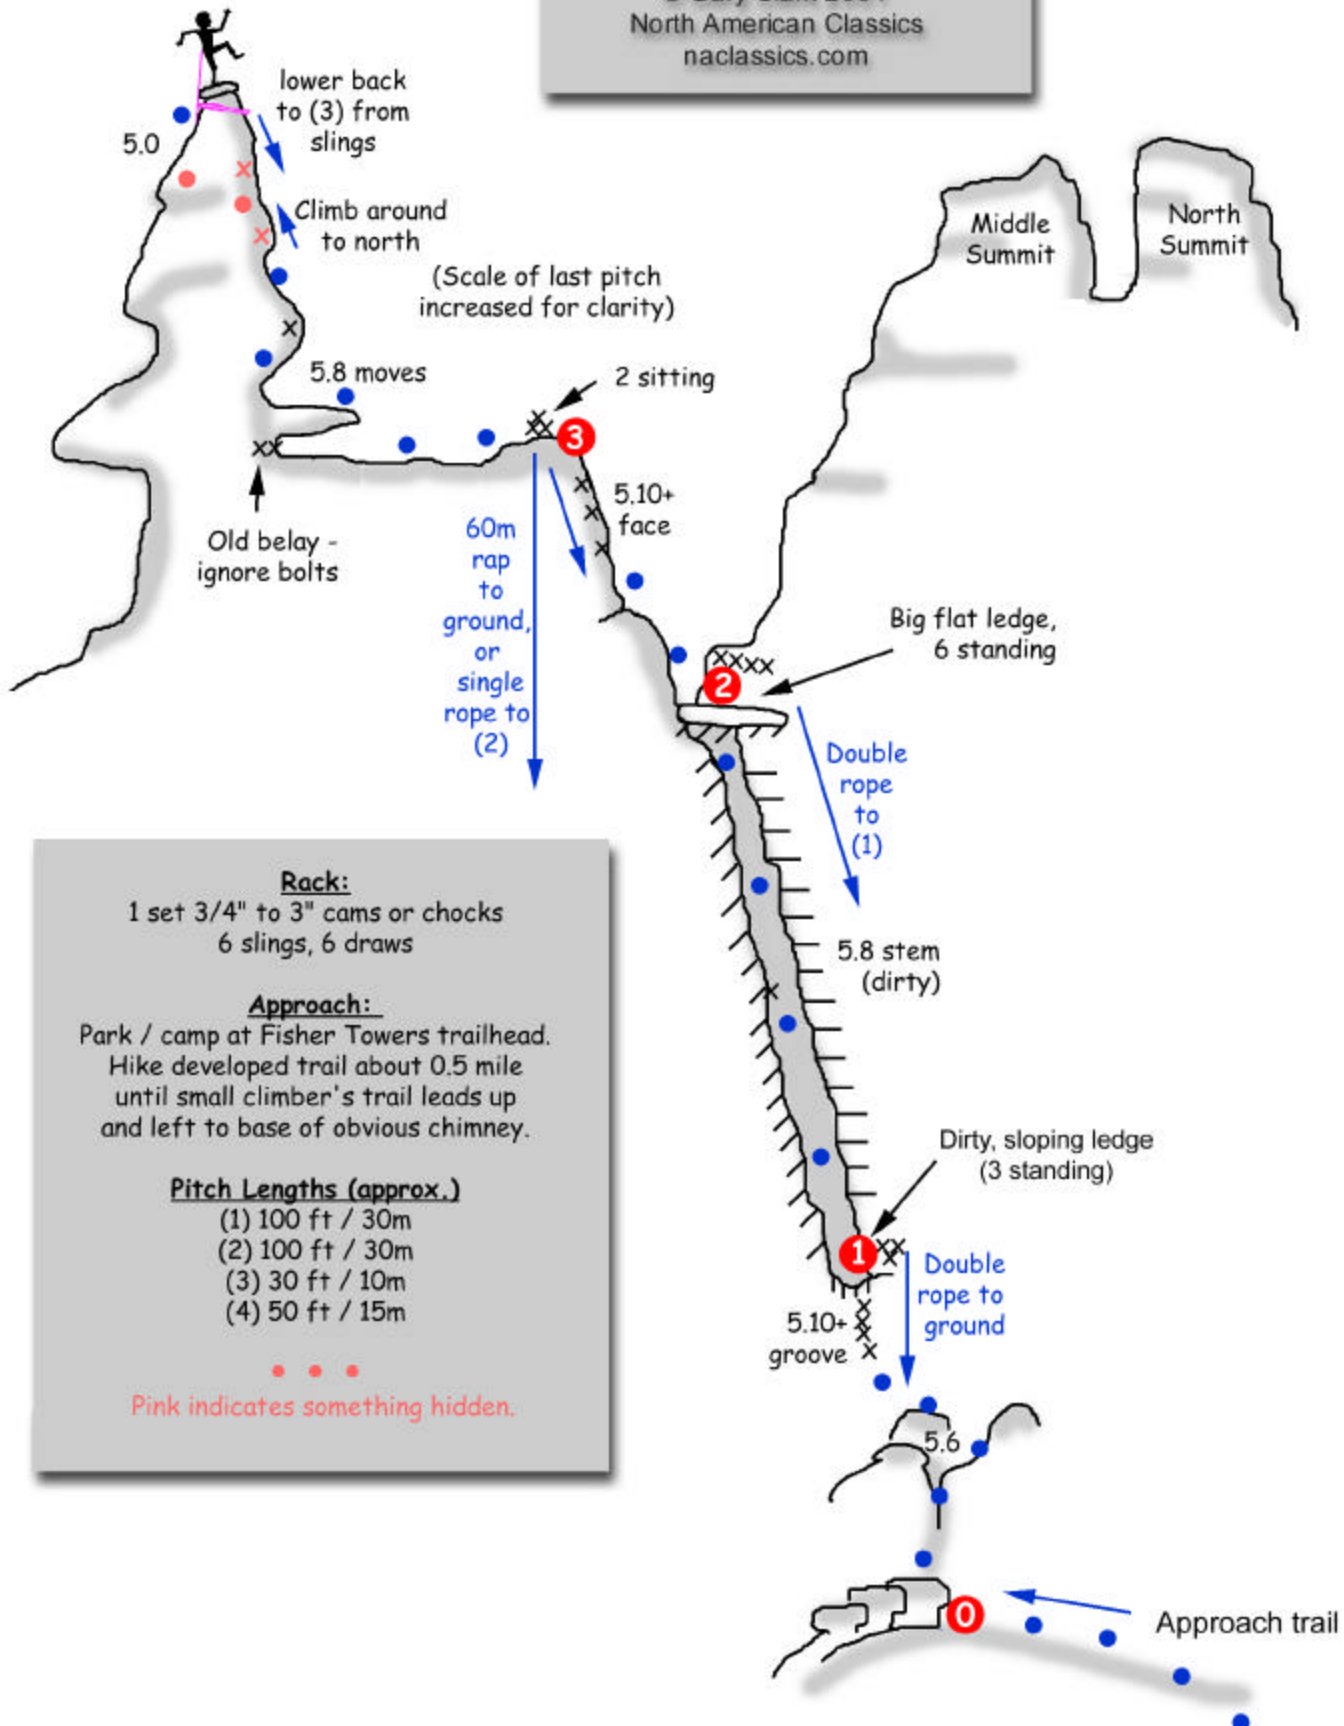 North American Classics
naclassics.com
lower back
to (3) from
slings
5.0
Climb around
to north
(Scale of last pitch
increased for clarity)
Middle
Summit
North
Summit
5.8 moves
2 sitting
3
5.10+
face
Old belay -
ignore bolts
60m
rap
to
ground,
or
single
rope to
(2)
Big flat ledge,
6 standing
2
Double
rope
to
(1)
5.8 stem
(dirty)
Rack:
1 set 3/4" to 3" cams or chocks
6 slings, 6 draws
Approach:
Park / camp at Fisher Towers trailhead.
Hike developed trail about 0.5 mile
until small climber's trail leads up
and left to base of obvious chimney.
Pitch Lengths (approx.)
(1) 100 ft / 30m
(2) 100 ft / 30m
(3) 30 ft / 10m
(4) 50 ft / 15m
Pink indicates something hidden.
Dirty, sloping ledge
(3 standing)
1
Double
rope to
ground
5.10+
groove
5.6
0
Approach trail